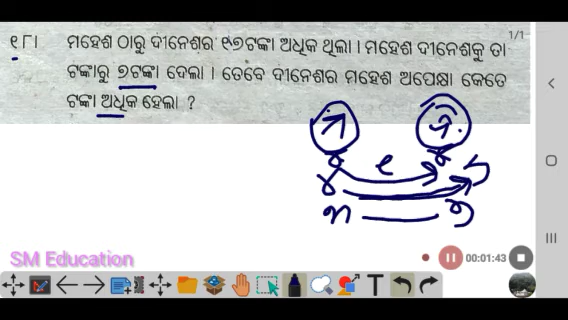 1/1
୧୮। ମହେଶ ଠାରୁ ଦୀନେଶର ୧୭ଟଙ୍କା ଅଧିକ ଥିଲା । ମହେଶ ଦୀନେଶକୁ ତା
ଟଙ୍କାରୁ ୭ଟଙ୍କା ଦେଲା । ତେବେ ଦୀନେଶର ମହେଶ ଅପେକ୍ଷା କେତେ
ଟଙ୍କା ଅଧିକ ହେଲା ?
SM Education
00:01:43